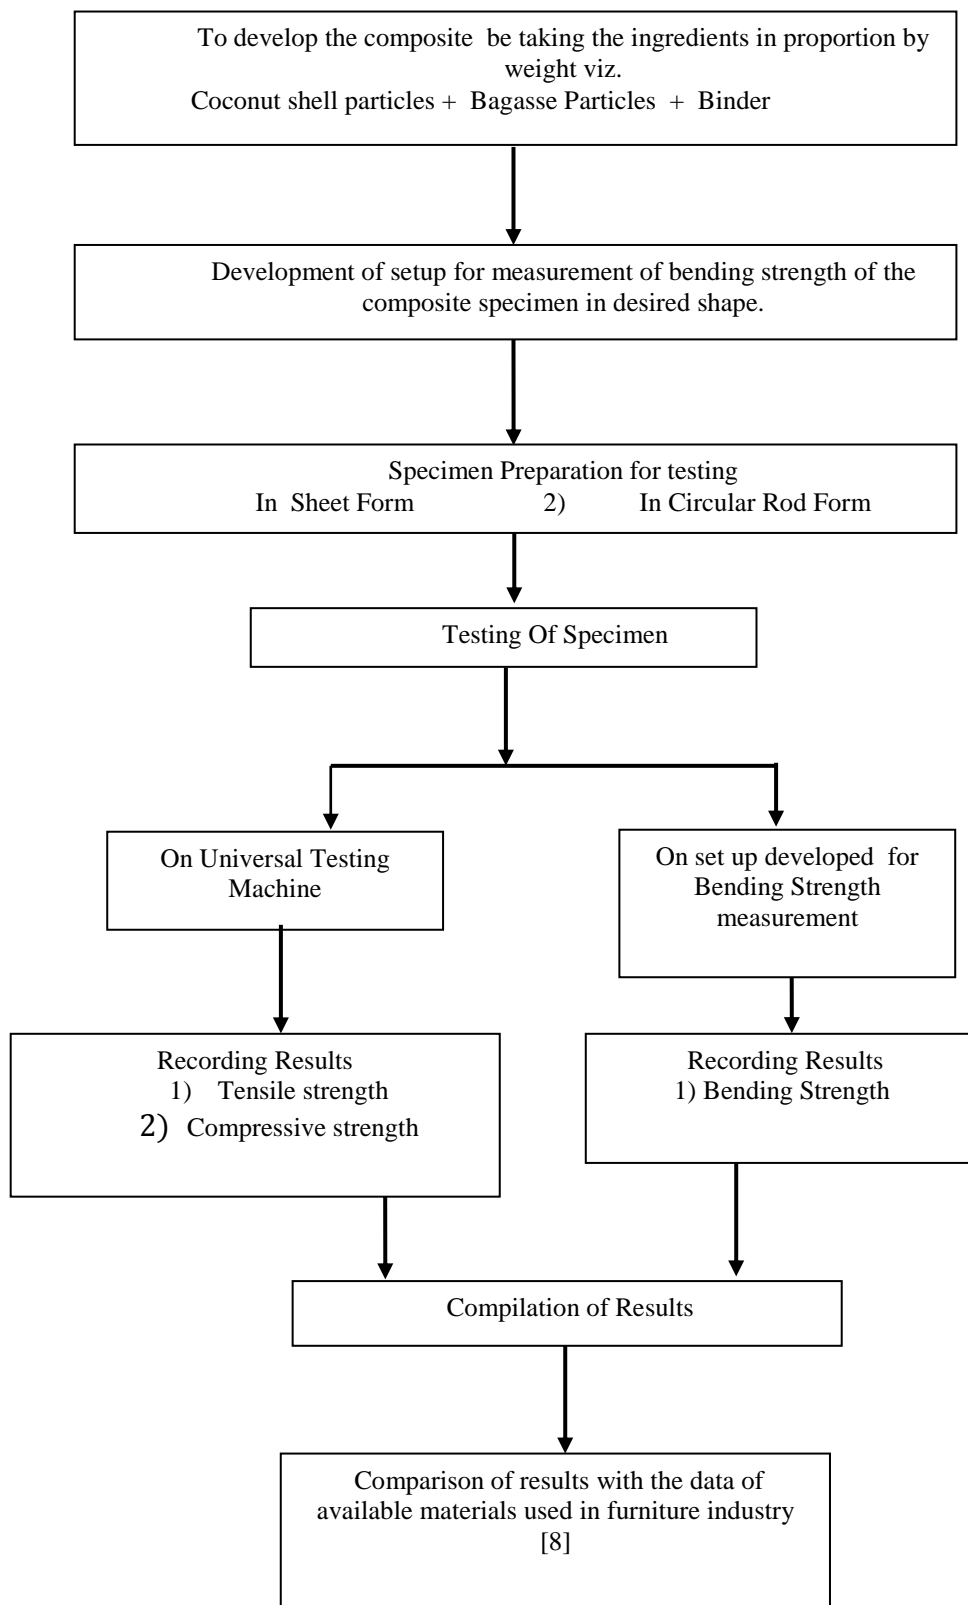 To develop the composite be taking the ingredients in proportion by
weight viz.
Coconut shell particles + Bagasse Particles + Binder
Development of setup for measurement of bending strength of the
composite specimen in desired shape.
Specimen Preparation for testing
In Sheet Form 2) In Circular Rod Form
Testing Of Specimen
On Universal Testing
Machine
On set up developed for
Bending Strength
measurement
Recording Results
1) Tensile strength
2) Compressive strength
Recording Results
1) Bending Strength
Compilation of Results
Comparison of results with the data of
available materials used in furniture industry
[8]